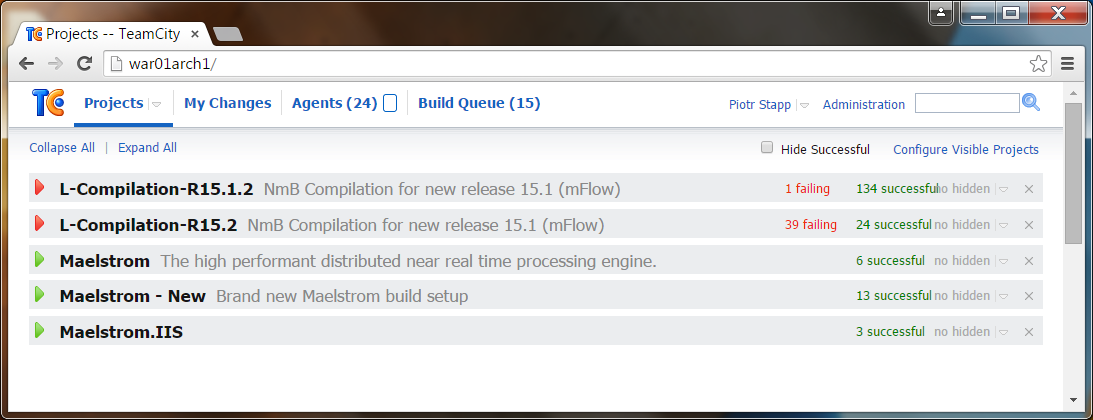 Projects -- TeamCity
war01arch1/
TC Projects My Changes Agents (24) Build Queue (15) Piotr Stapp Administration
Collapse All | Expand All Hide Successful Configure Visible Projects
L-Compilation-R15.1.2 NmB Compilation for new release 15.1 (mFlow) 1 failing 134 successful no hidden
L-Compilation-R15.2 NmB Compilation for new release 15.1 (mFlow) 39 failing 24 successful no hidden
Maelstrom The high performant distributed near real time processing engine. 6 successful no hidden
Maelstrom - New Brand new Maelstrom build setup 13 successful no hidden
Maelstrom.IIS 3 successful no hidden